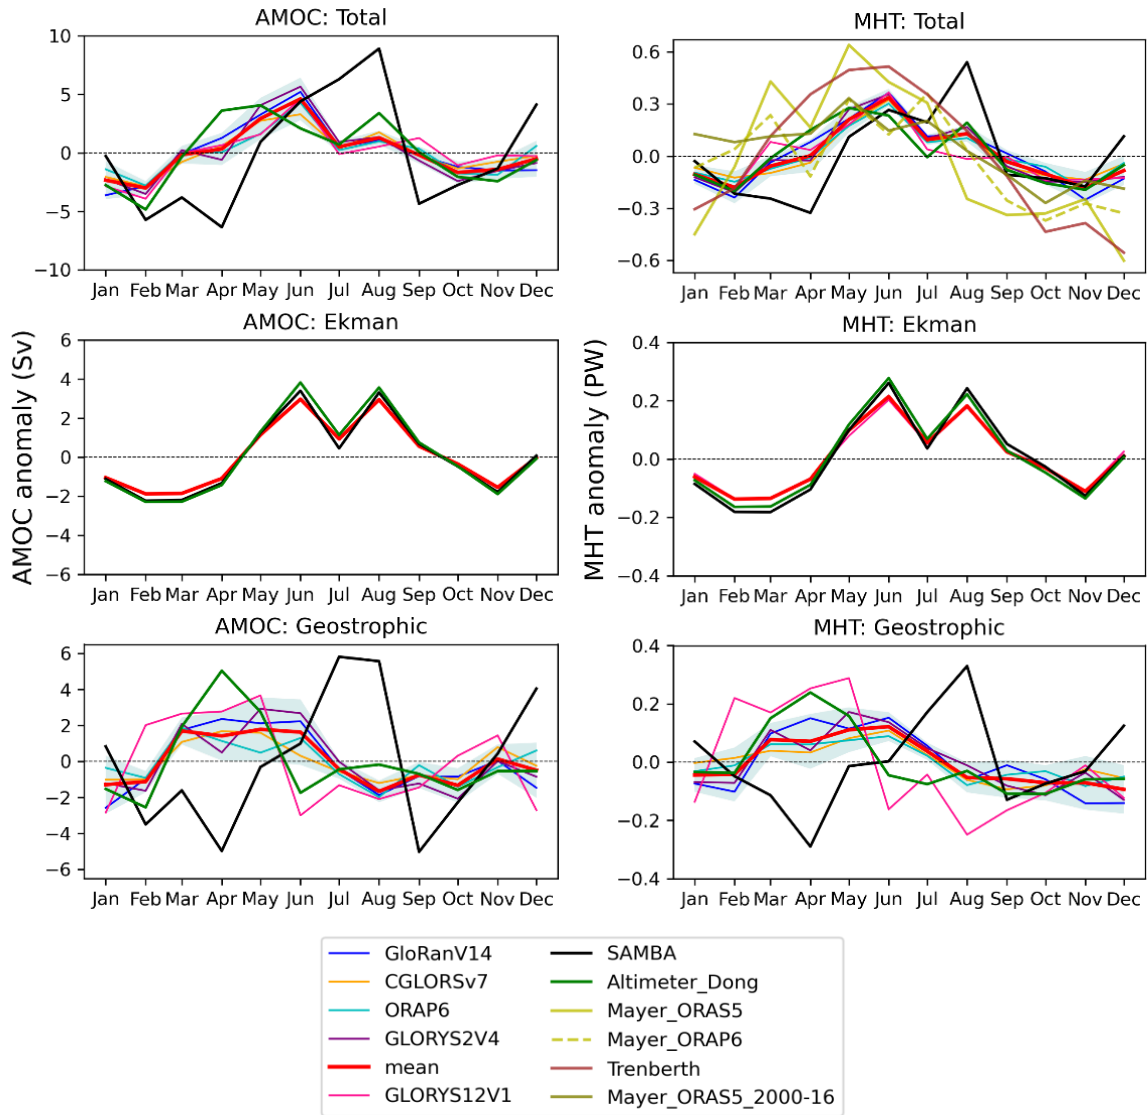 AMOC: Total
10
5
0
−5
−10
Jan Feb Mar Apr May Jun Jul Aug Sep Oct Nov Dec
MHT: Total
0.6
0.3
0.0
−0.3
−0.6
Jan Feb Mar Apr May Jun Jul Aug Sep Oct Nov Dec
AMOC: Ekman
AMOC anomaly (Sv)
6
4
2
0
−2
−4
−6
Jan Feb Mar Apr May Jun Jul Aug Sep Oct Nov Dec
MHT: Ekman
MHT anomaly (PW)
0.4
0.2
0.0
−0.2
−0.4
Jan Feb Mar Apr May Jun Jul Aug Sep Oct Nov Dec
AMOC: Geostrophic
6
4
2
0
−2
−4
−6
Jan Feb Mar Apr May Jun Jul Aug Sep Oct Nov Dec
MHT: Geostrophic
0.4
0.2
0.0
−0.2
−0.4
Jan Feb Mar Apr May Jun Jul Aug Sep Oct Nov Dec
GloRanV14
CGLORSv7
ORAP6
GLORYS2V4
mean
GLORYS12V1
SAMBA
Altimeter_Dong
Mayer_ORAS5
Mayer_ORAP6
Trenberth
Mayer_ORAS5_2000-16